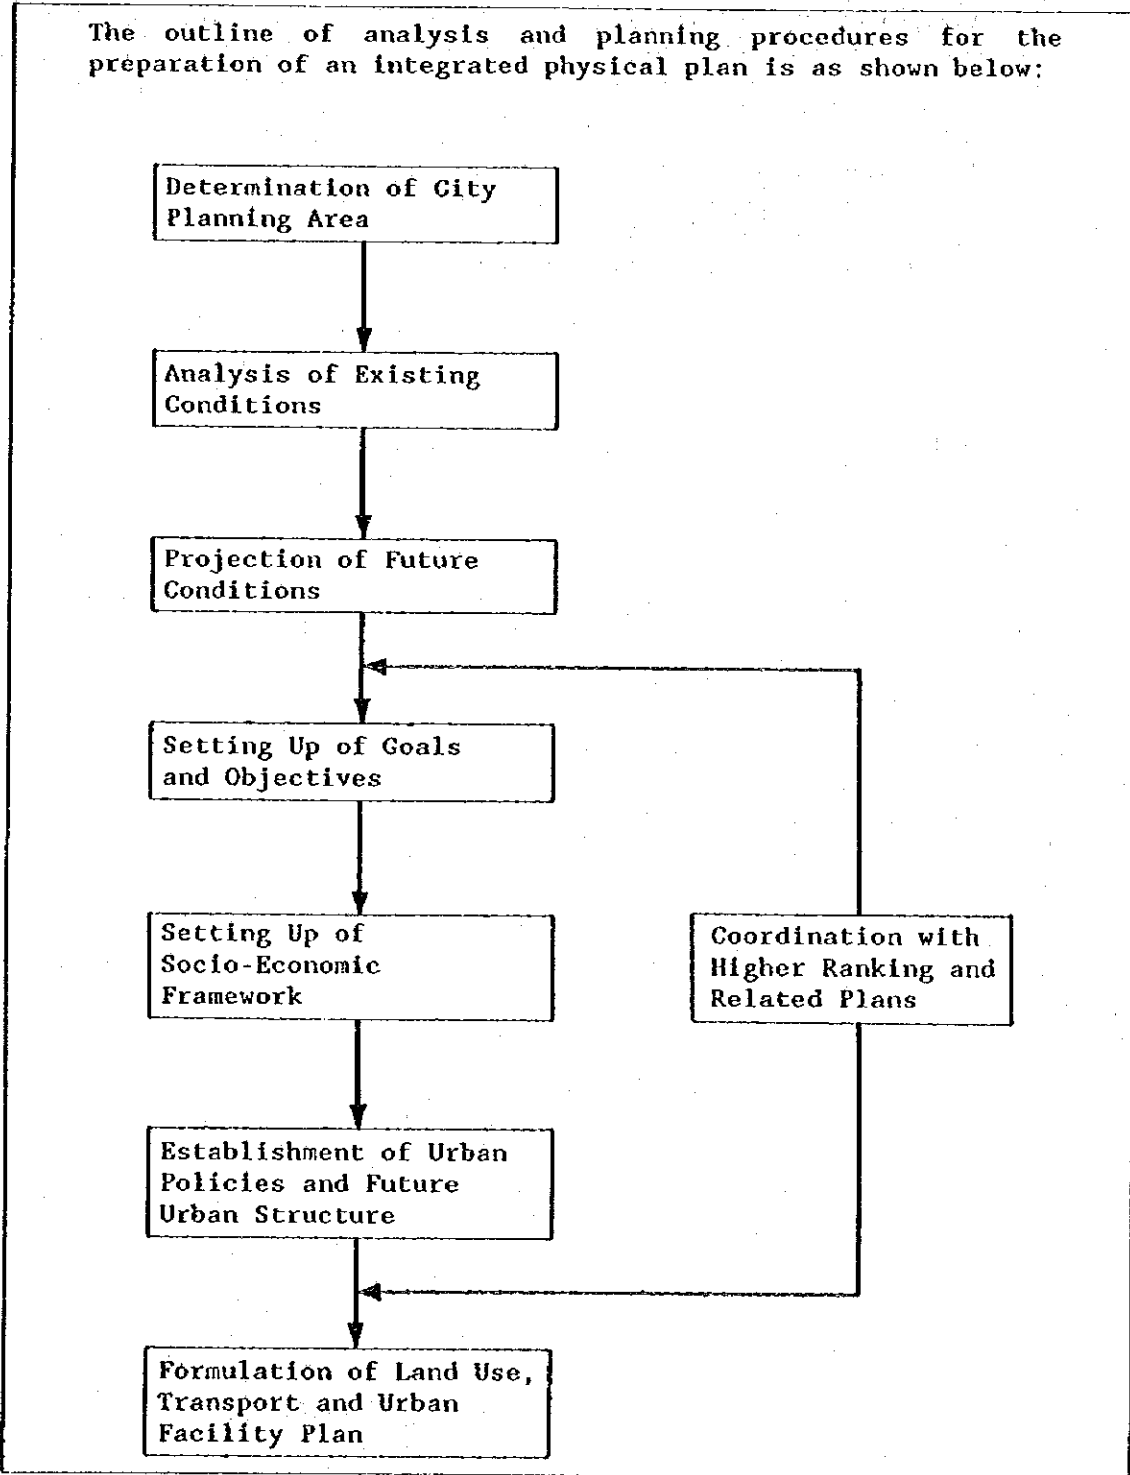 The outline of analysis and planning procedures for the
preparation of an integrated physical plan is as shown below:
Determination of City
Planning Area
Analysis of Existing
Conditions
Projection of Future
Conditions
Setting Up of Goals
and Objectives
Setting Up of
Socio-Economic
Framework
Coordination with
Higher Ranking and
Related Plans
Establishment of Urban
Policies and Future
Urban Structure
Formulation of Land Use,
Transport and Urban
Facility Plan